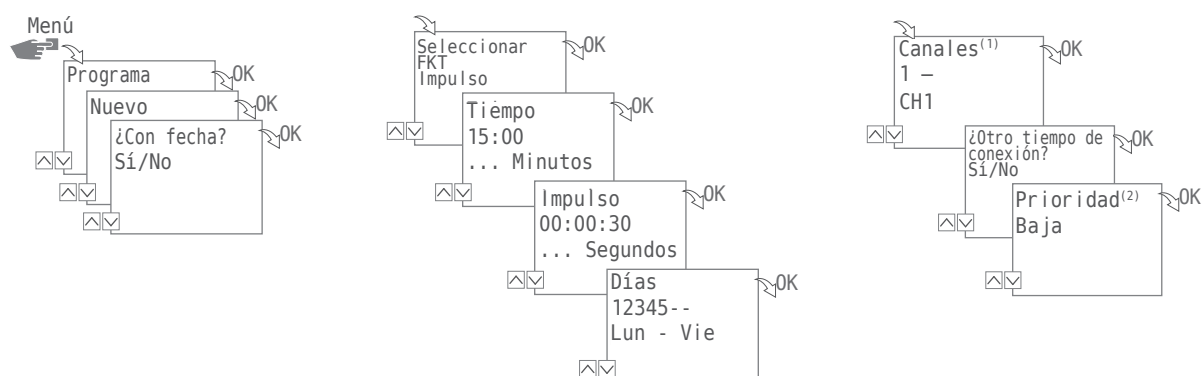 Menú
Programa
OK
Nuevo
OK
¿Con fecha?
OK
Sí/No
Seleccionar
OK
FKT
Impulso
Tiempo
OK
15:00
... Minutos
Impulso
OK
00:00:30
... Segundos
Días
OK
12345--
Lun - Vie
Canales(1)
OK
1 –
CH1
¿Otro tiempo de
OK
conexión?
Sí/No
Prioridad(2)
OK
Baja